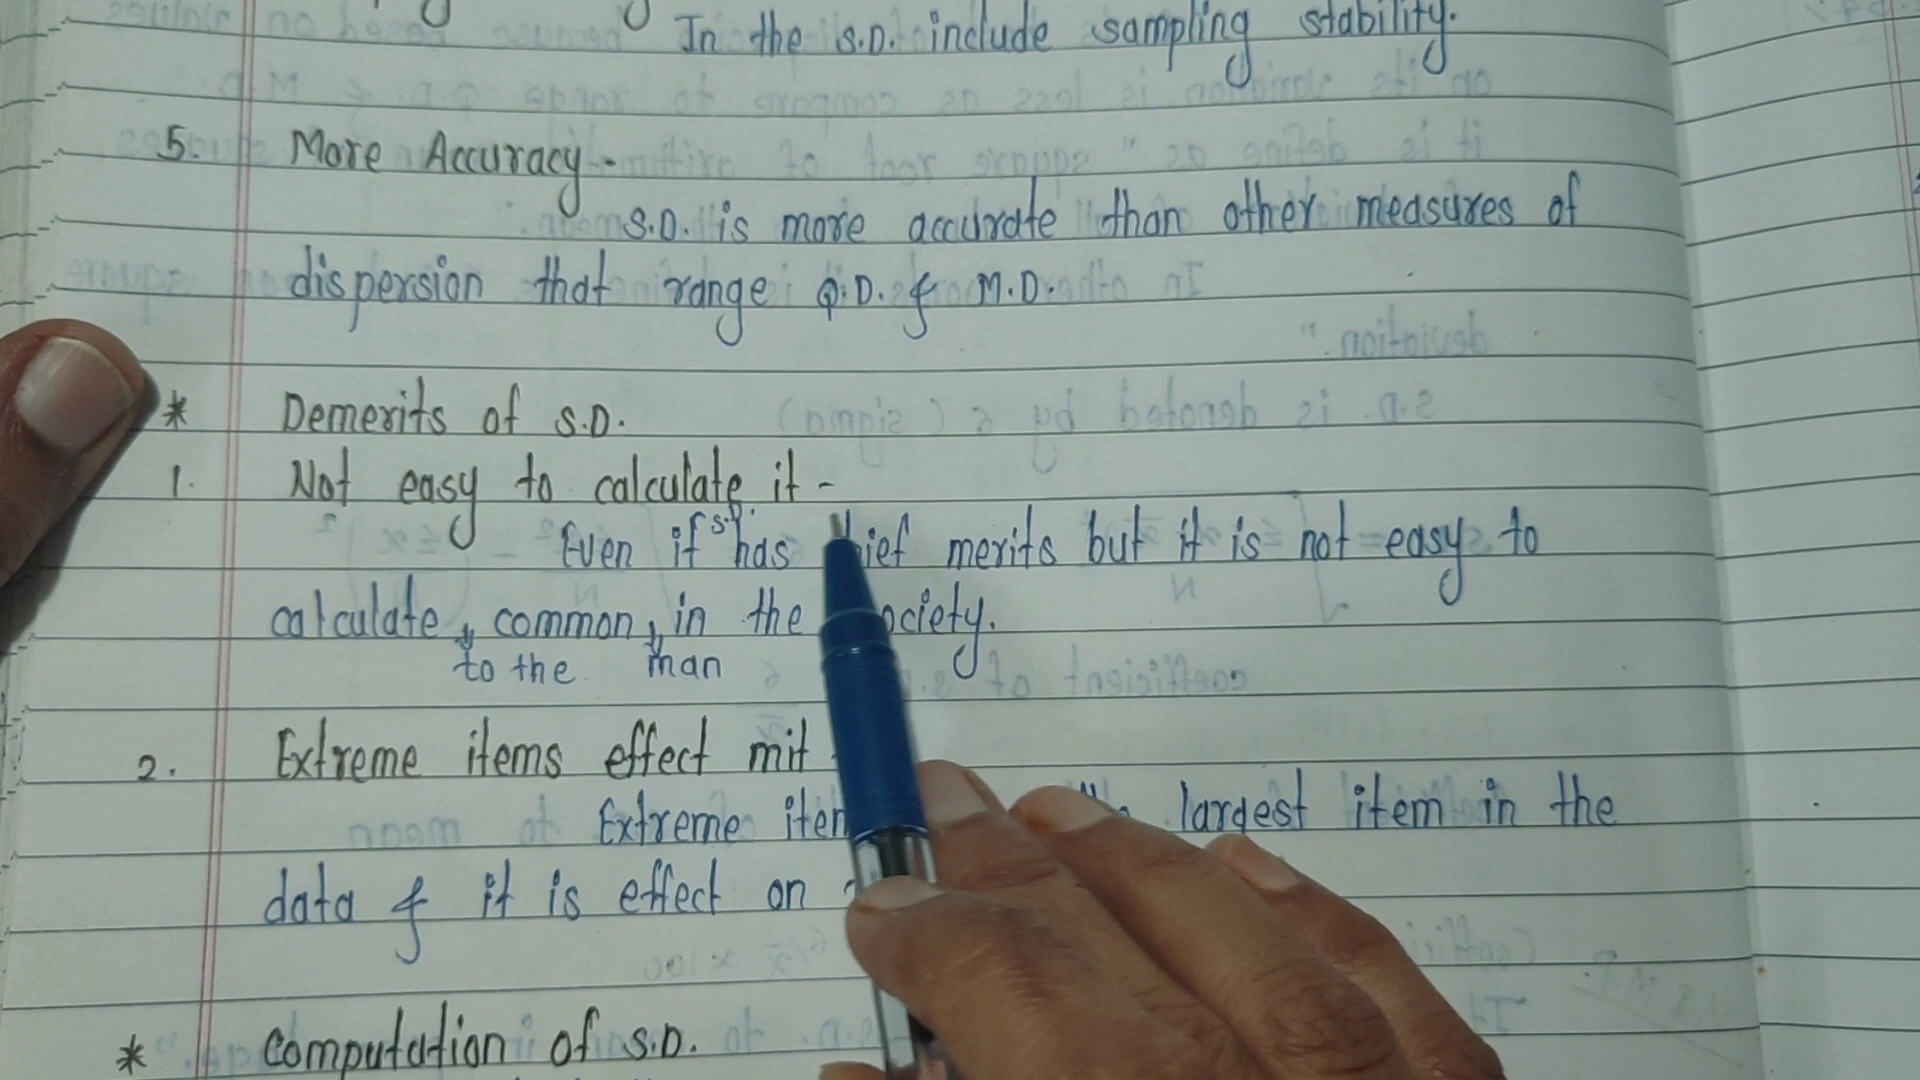 In the S.D. include sampling stability.
5. More Accuracy -
S.D. is more accurate than other measures of
dispersion that range Q.D. & M.D.
* Demerits of S.D.
1. Not easy to calculate it -
S.D.
Even if has merits but it is not easy to
calculate, common, in the
to the man
2. Extreme items effect mit
Extreme largest item in the
data & it is effect on
* Computation of S.D.